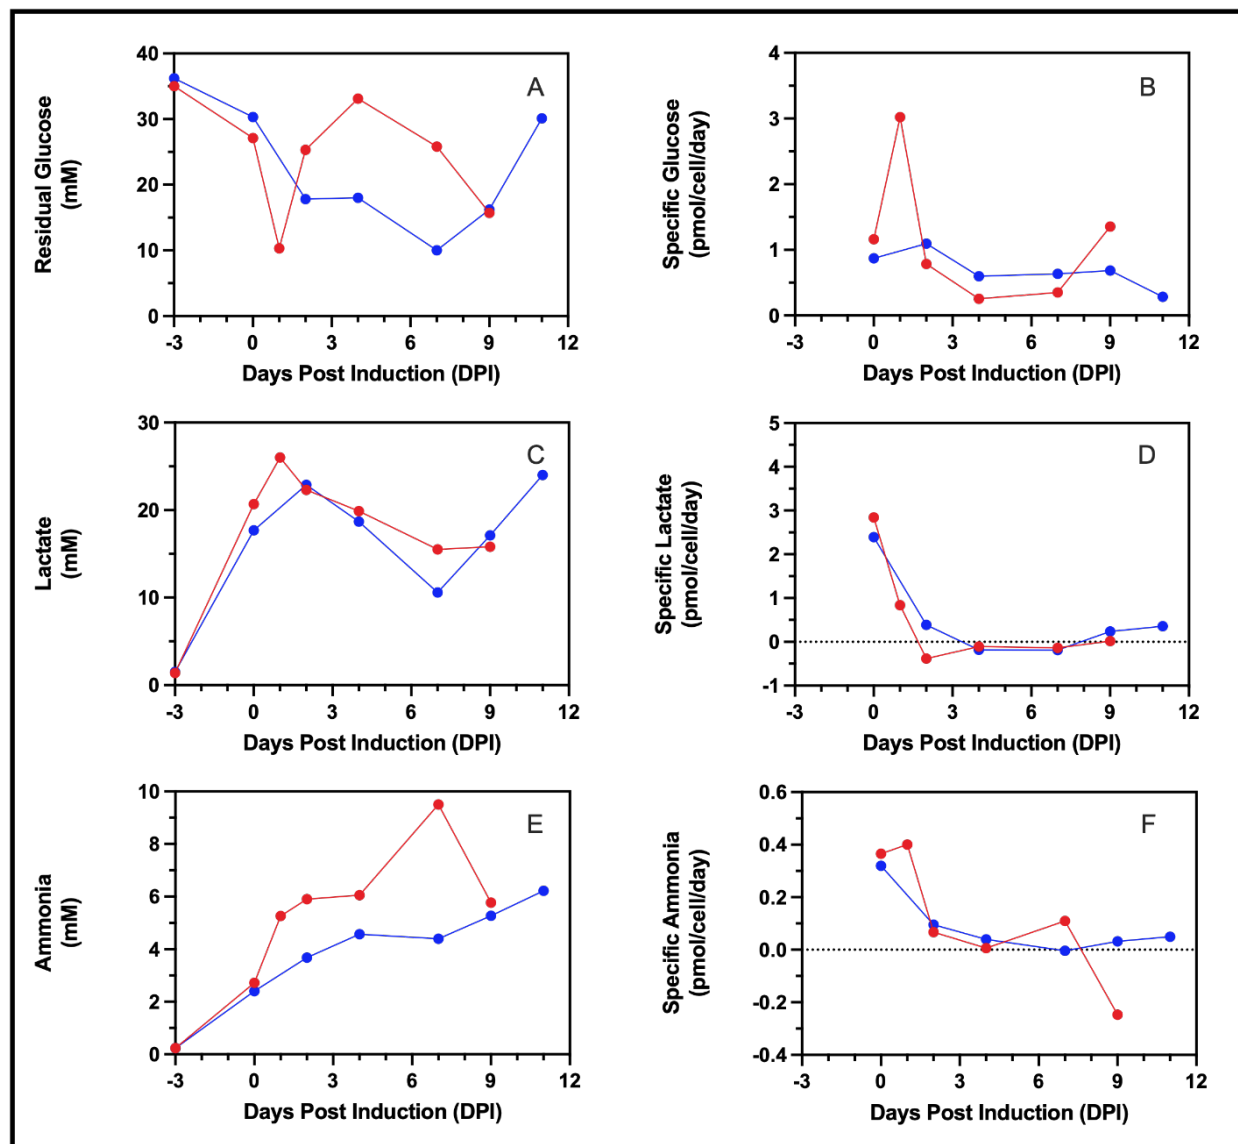 A
Residual Glucose
(mM)
40
30
20
10
0
-3
0
3
6
9
12
Days Post Induction (DPI)
B
Specific Glucose
(pmol/cell/day)
4
3
2
1
0
-3
0
3
6
9
12
Days Post Induction (DPI)
C
Lactate
(mM)
30
20
10
0
-3
0
3
6
9
12
Days Post Induction (DPI)
D
Specific Lactate
(pmol/cell/day)
5
4
3
2
1
0
-1
-3
0
3
6
9
12
Days Post Induction (DPI)
E
Ammonia
(mM)
10
8
6
4
2
0
-3
0
3
6
9
12
Days Post Induction (DPI)
F
Specific Ammonia
(pmol/cell/day)
0.6
0.4
0.2
0.0
-0.2
-0.4
-3
0
3
6
9
12
Days Post Induction (DPI)